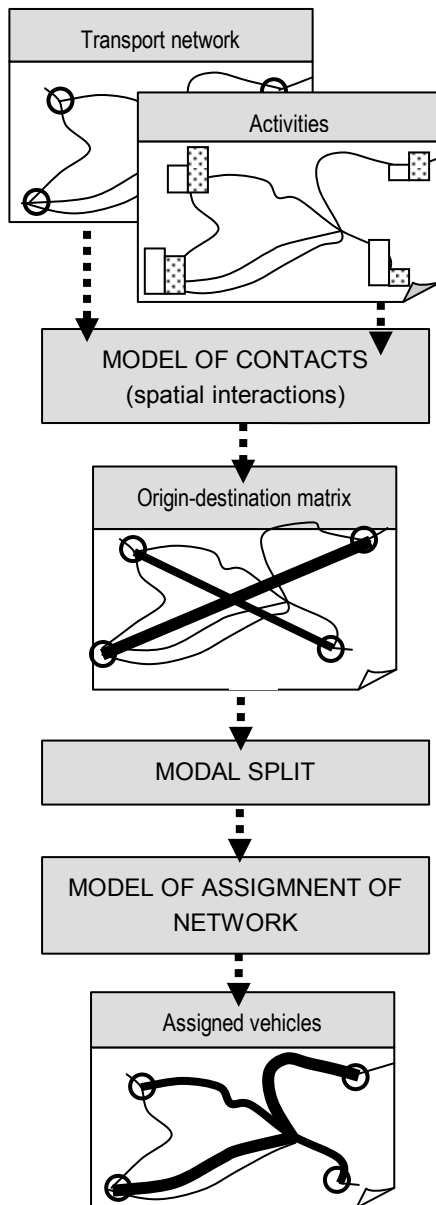 Transport network
Activities
MODEL OF CONTACTS
(spatial interactions)
Origin-destination matrix
MODAL SPLIT
MODEL OF ASSIGMNENT OF
NETWORK
Assigned vehicles